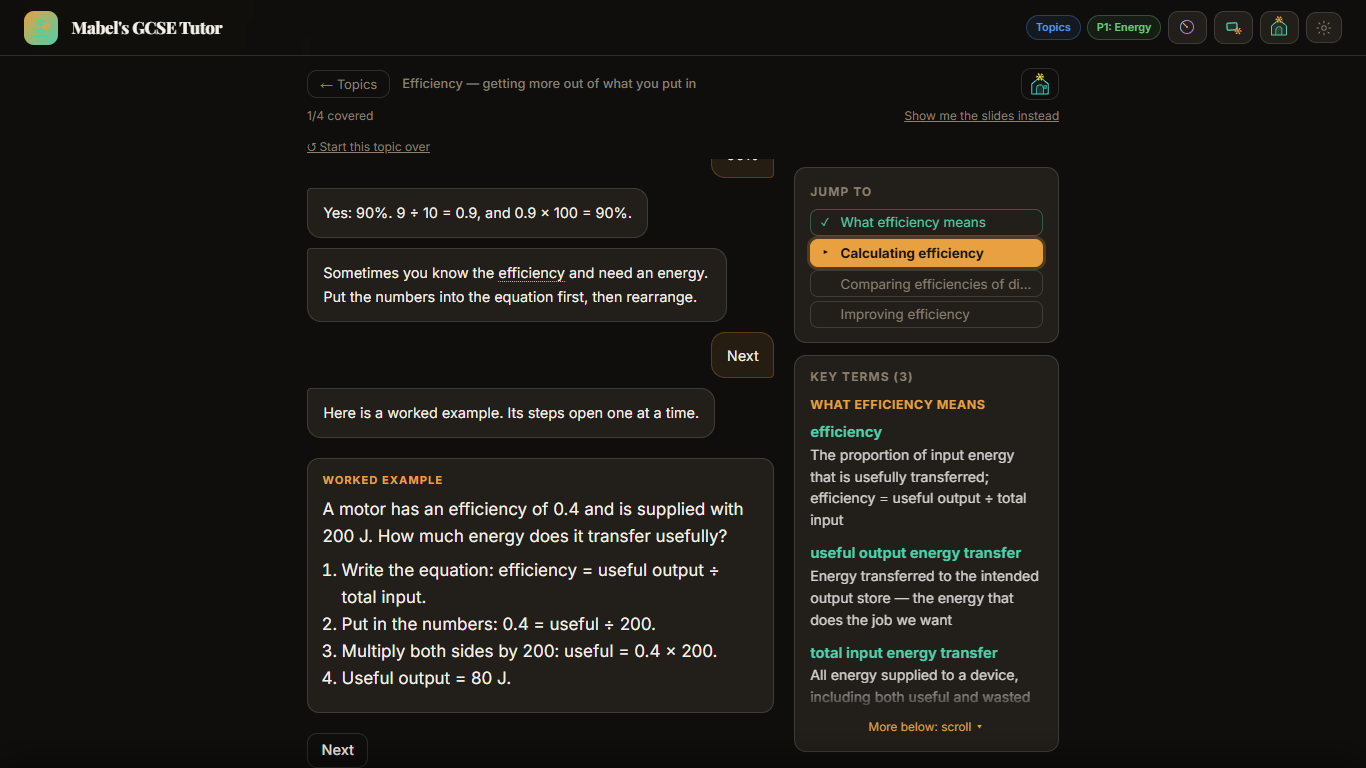 Mabel's GCSE Tutor
Topics
P1: Energy
← Topics
Efficiency — getting more out of what you put in
1/4 covered
Show me the slides instead
↺ Start this topic over
Yes: 90%. 9 ÷ 10 = 0.9, and 0.9 × 100 = 90%.
Sometimes you know the efficiency and need an energy.
Put the numbers into the equation first, then rearrange.
Next
Here is a worked example. Its steps open one at a time.
WORKED EXAMPLE
A motor has an efficiency of 0.4 and is supplied with
200 J. How much energy does it transfer usefully?
1. Write the equation: efficiency = useful output ÷
total input.
2. Put in the numbers: 0.4 = useful ÷ 200.
3. Multiply both sides by 200: useful = 0.4 × 200.
4. Useful output = 80 J.
Next
JUMP TO
✓ What efficiency means
‣ Calculating efficiency
Comparing efficiencies of di...
Improving efficiency
KEY TERMS (3)
WHAT EFFICIENCY MEANS
efficiency
The proportion of input energy
that is usefully transferred;
efficiency = useful output ÷ total
input
useful output energy transfer
Energy transferred to the intended
output store — the energy that
does the job we want
total input energy transfer
All energy supplied to a device,
including both useful and wasted
More below: scroll ▾